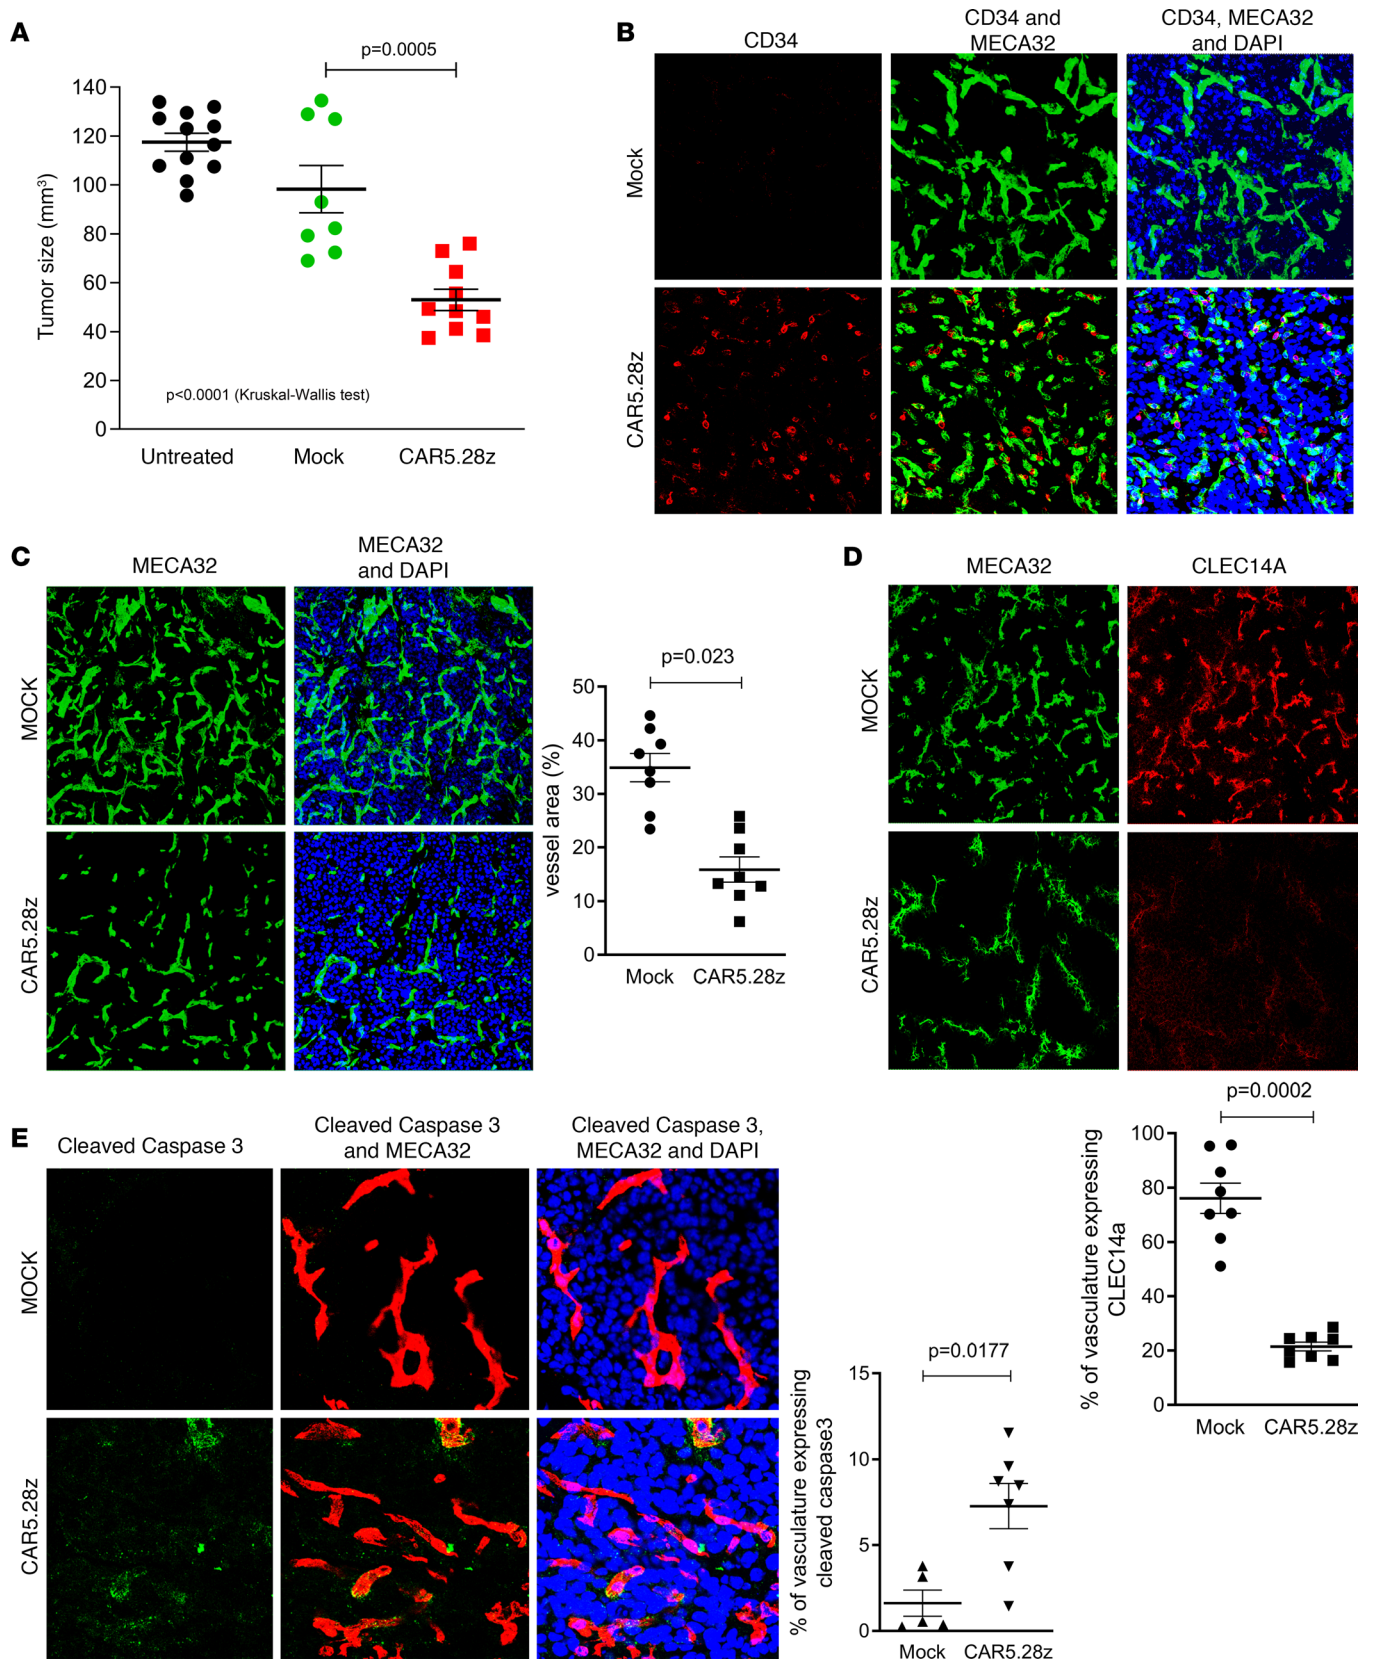 A
p=0.0005
140
120
100
80
60
40
20
0
Tumor size (mm³)
p<0.0001 (Kruskal-Wallis test)
Untreated
Mock
CAR5.28z
B
CD34
CD34 and
MECA32
CD34, MECA32
and DAPI
Mock
CAR5.28z
C
MECA32
MECA32
and DAPI
MOCK
CAR5.28z
p=0.023
50
40
30
20
10
0
vessel area (%)
Mock
CAR5.28z
D
MECA32
CLEC14A
MOCK
CAR5.28z
p=0.0002
100
80
60
40
20
0
% of vasculature expressing
CLEC14a
Mock
CAR5.28z
E
Cleaved Caspase 3
Cleaved Caspase 3
and MECA32
Cleaved Caspase 3,
MECA32 and DAPI
MOCK
CAR5.28z
p=0.0177
15
10
5
0
% of vasculature expressing
cleaved caspase3
Mock
CAR5.28z